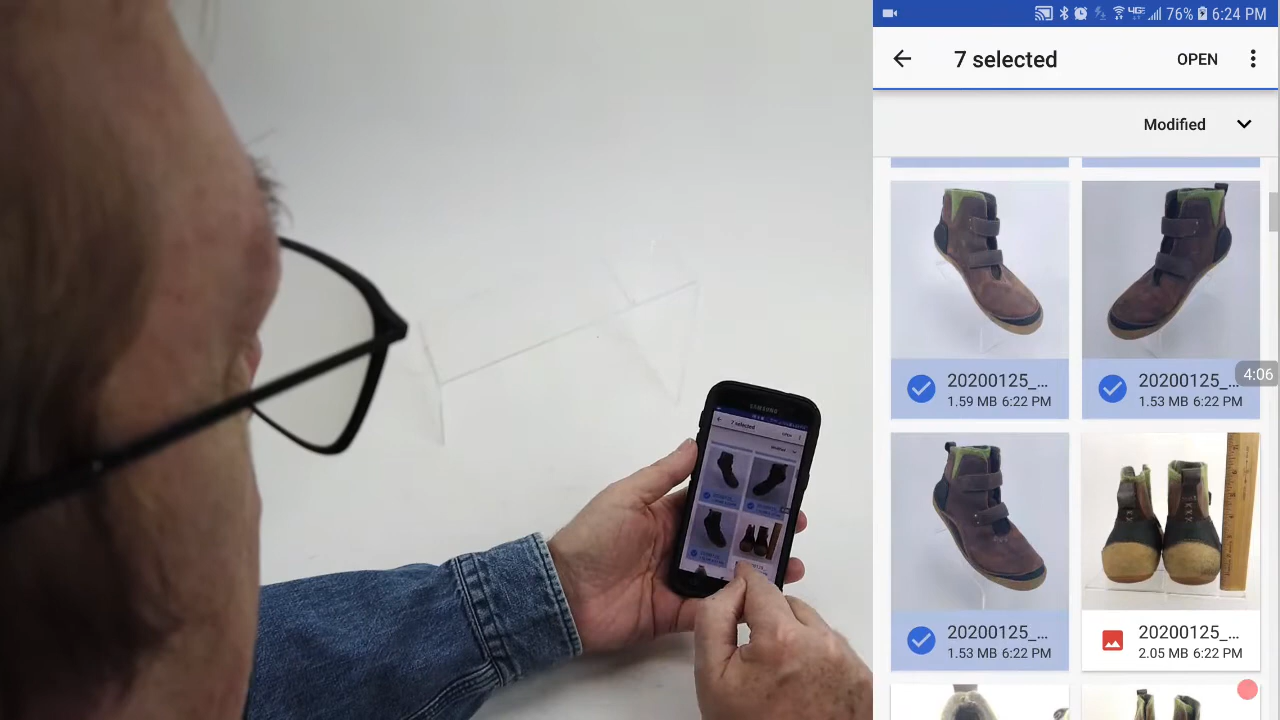 76% 6:24 PM
7 selected
OPEN
Modified
20200125_...
1.59 MB 6:22 PM
20200125_...
1.53 MB 6:22 PM
4:06
20200125_...
1.53 MB 6:22 PM
20200125_...
2.05 MB 6:22 PM
SAMSUNG
7 selected